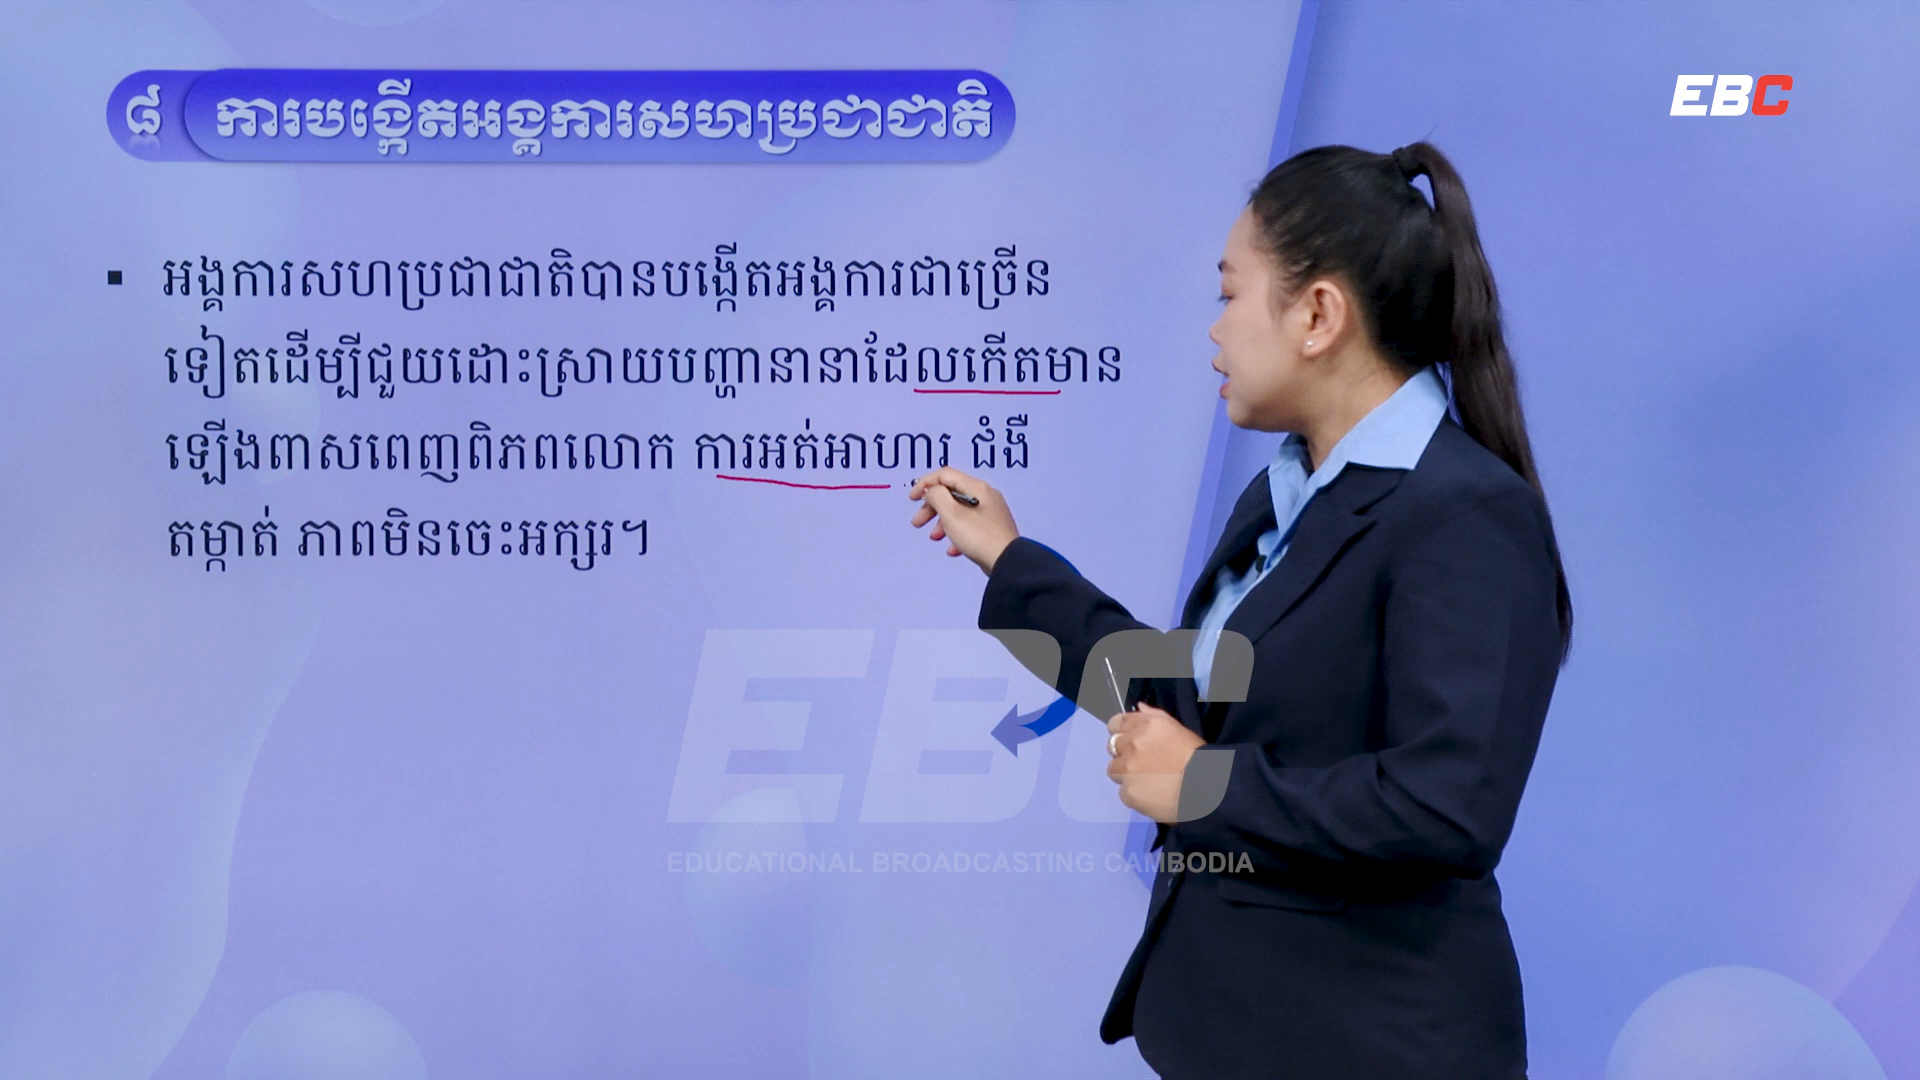 ៨ ការបង្កើតអង្គការសហប្រជាជាតិ
EBC
▪ អង្គការសហប្រជាជាតិបានបង្កើតអង្គការជាច្រើន
ទៀតដើម្បីជួយដោះស្រាយបញ្ហានានាដែលកើតមាន
ឡើងពាសពេញពិភពលោក ការអត់អាហារ ជំងឺ
តម្កាត់ ភាពមិនចេះអក្សរ។
EBC
EDUCATIONAL BROADCASTING CAMBODIA